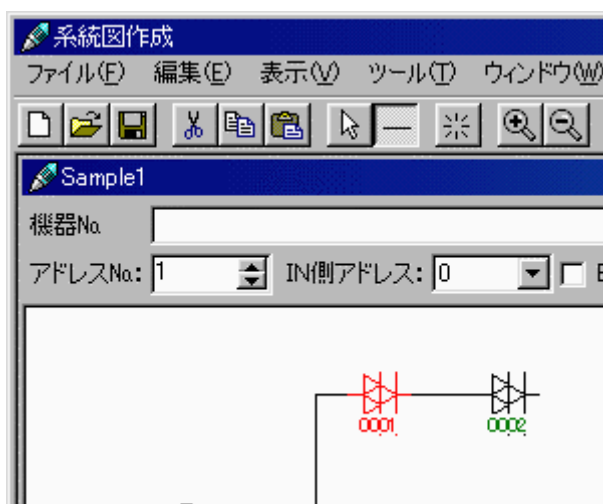 系統図作成
ファイル(F) 編集(E) 表示(V) ツール(T) ウィンドウ(W)
Sample1
機器No.
アドレスNo.: 1 IN側アドレス: 0
0001 0002